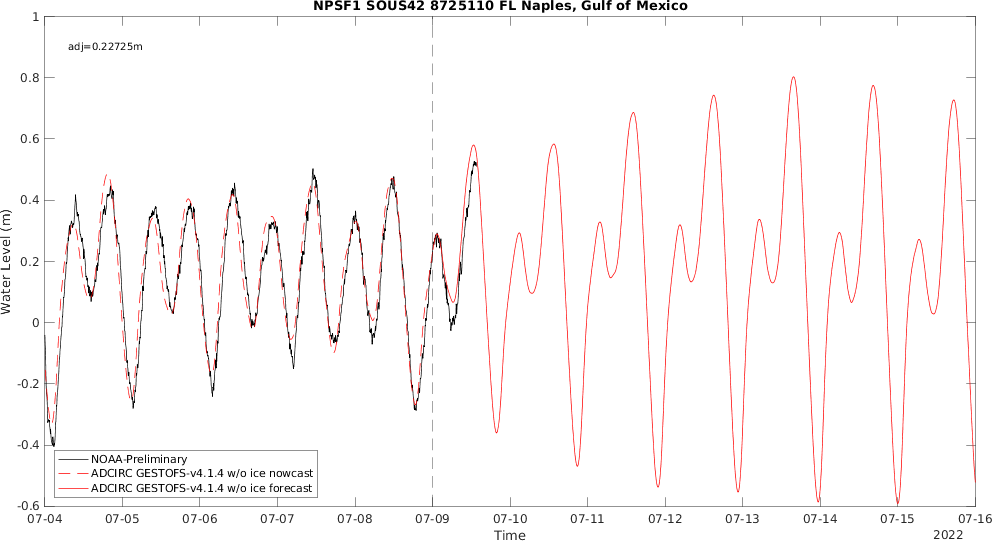 NPSF1 SOUS42 8725110 FL Naples, Gulf of Mexico
adj=0.22725m
1
0.8
0.6
0.4
0.2
0
-0.2
-0.4
-0.6
Water Level (m)
NOAA-Preliminary
ADCIRC GESTOFS-v4.1.4 w/o ice nowcast
ADCIRC GESTOFS-v4.1.4 w/o ice forecast
07-04 07-05 07-06 07-07 07-08 07-09 07-10 07-11 07-12 07-13 07-14 07-15 07-16
Time
2022